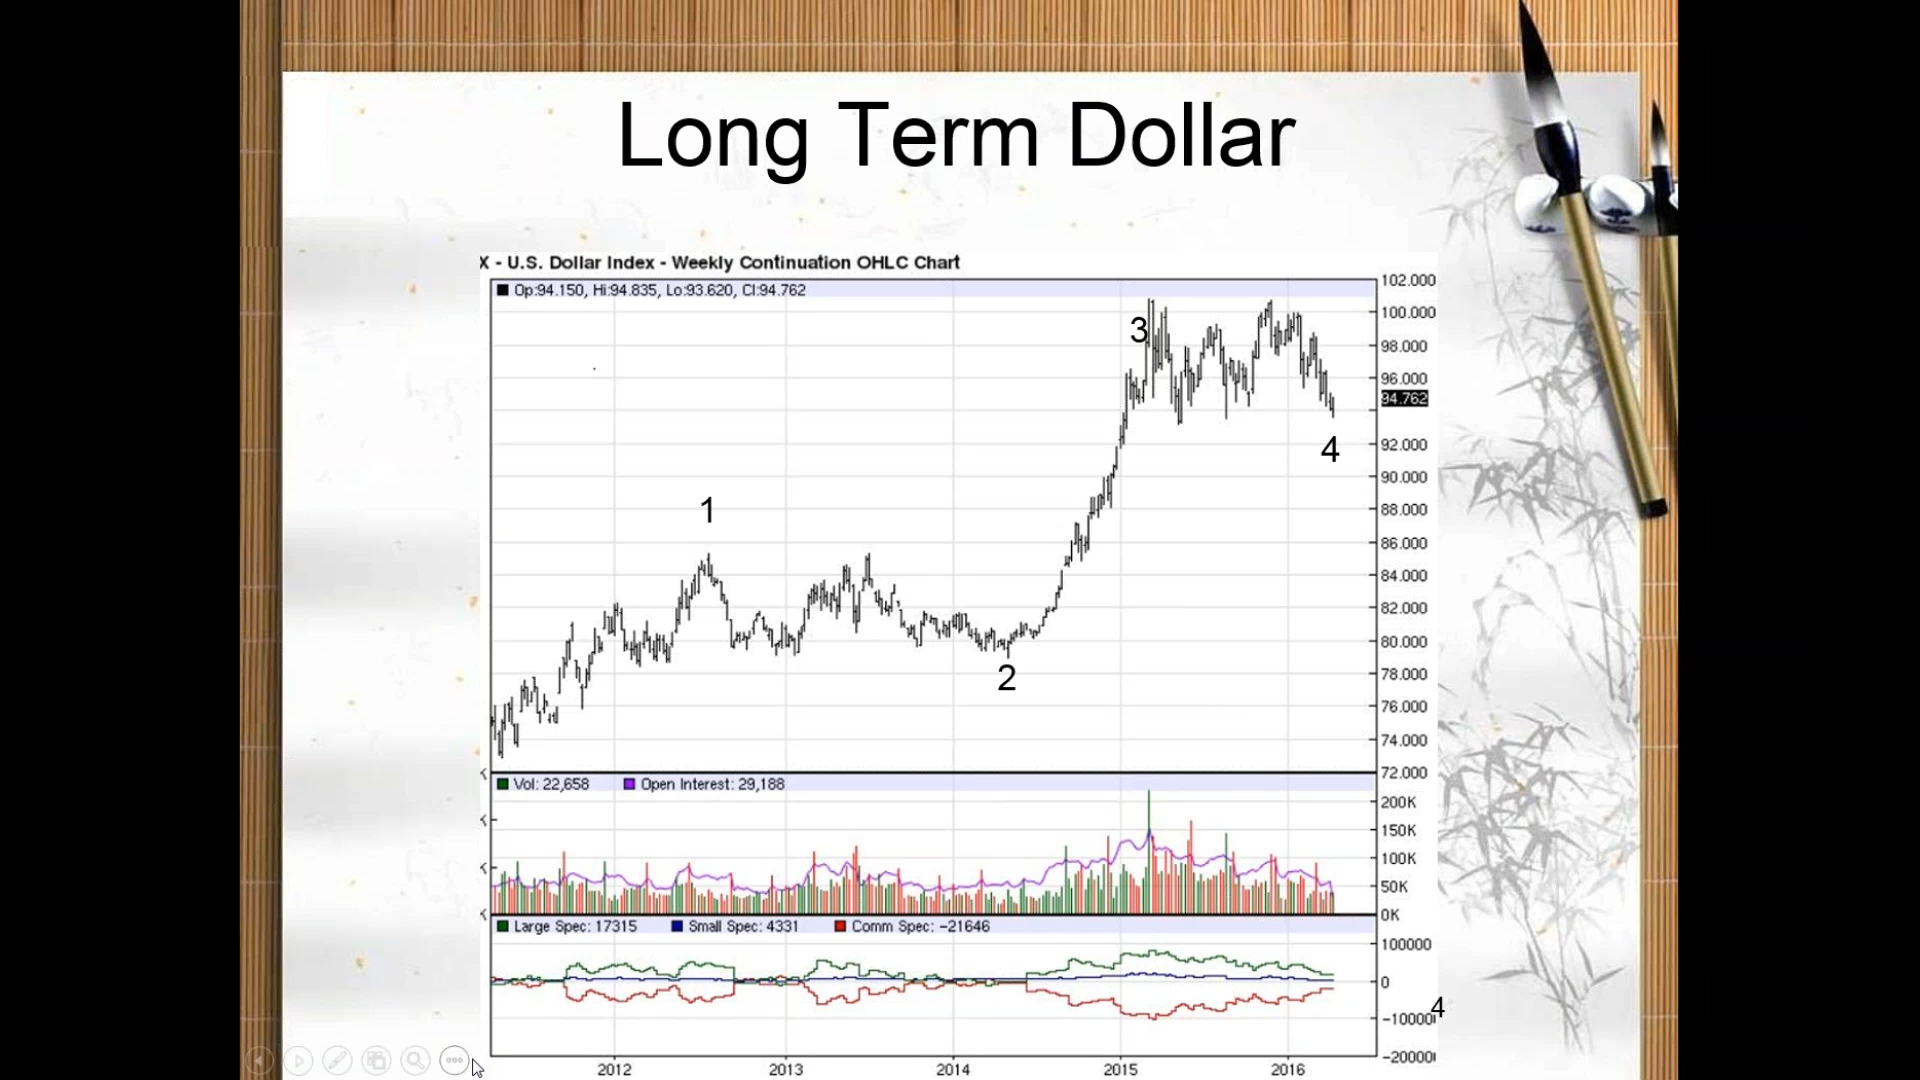 Long Term Dollar
X - U.S. Dollar Index - Weekly Continuation OHLC Chart
Op:94.150, Hi:94.835, Lo:93.620, Cl:94.762
102.000
100.000
3
98.000
96.000
94.762
4
92.000
90.000
1
88.000
86.000
84.000
82.000
80.000
2
78.000
76.000
74.000
72.000
Vol: 22,658 Open Interest: 29,188
200K
150K
100K
50K
0K
Large Spec: 17315 Small Spec: 4331 Comm Spec: -21646
100000
0
4
-10000
-20000
2012 2013 2014 2015 2016